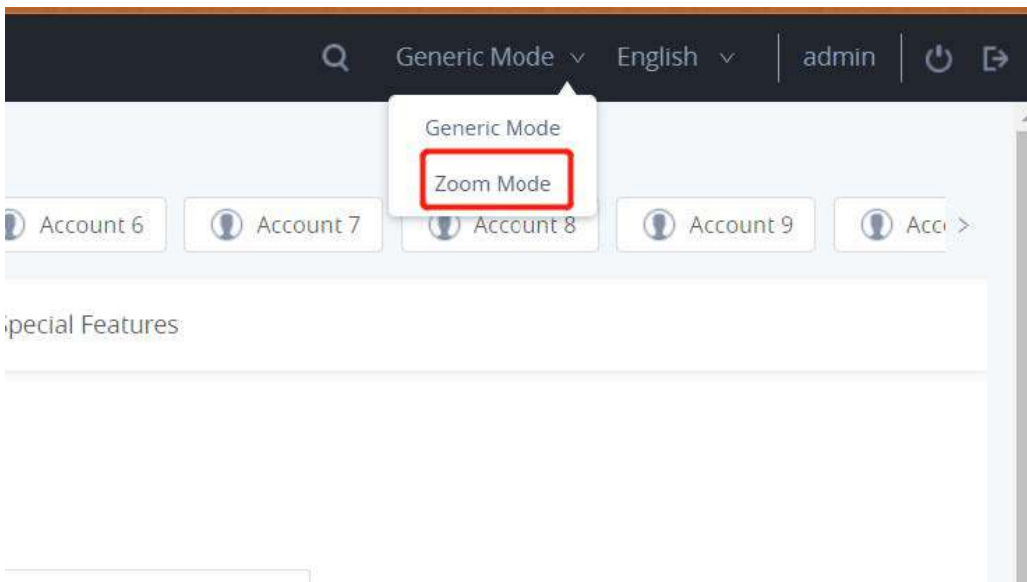 Generic Mode English admin
Generic Mode
Zoom Mode
Account 6 Account 7 Account 8 Account 9
Special Features